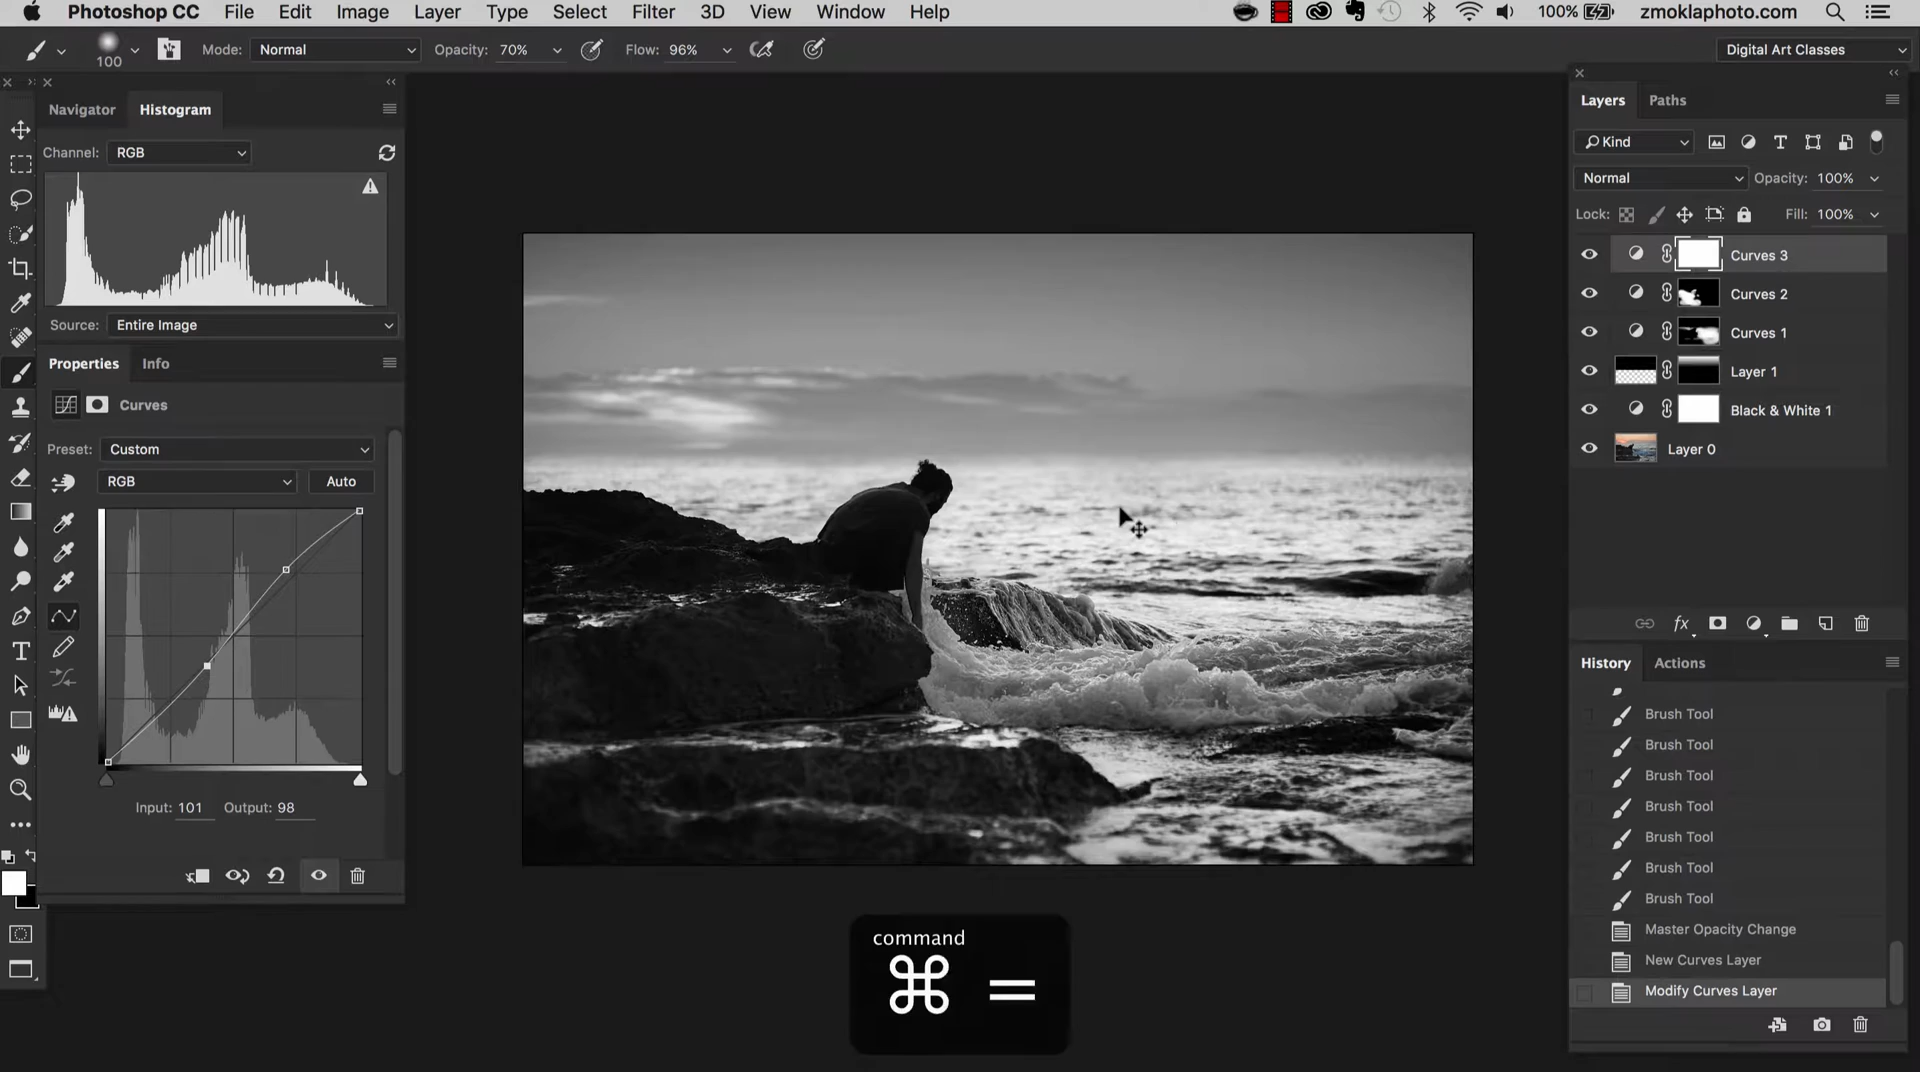 Photoshop CC File Edit Image Layer Type Select Filter 3D View Window Help 100% zmoklaphoto.com
100 Mode: Normal Opacity: 70% Flow: 96% Digital Art Classes
Navigator Histogram
Channel: RGB
Source: Entire Image
Properties Info
Curves
Preset: Custom
RGB Auto
Input: 101 Output: 98
command
⌘ =
Layers Paths
Kind
Normal Opacity: 100%
Lock: Fill: 100%
Curves 3
Curves 2
Curves 1
Layer 1
Black & White 1
Layer 0
fx
History Actions
Brush Tool
Brush Tool
Brush Tool
Brush Tool
Brush Tool
Brush Tool
Brush Tool
Master Opacity Change
New Curves Layer
Modify Curves Layer